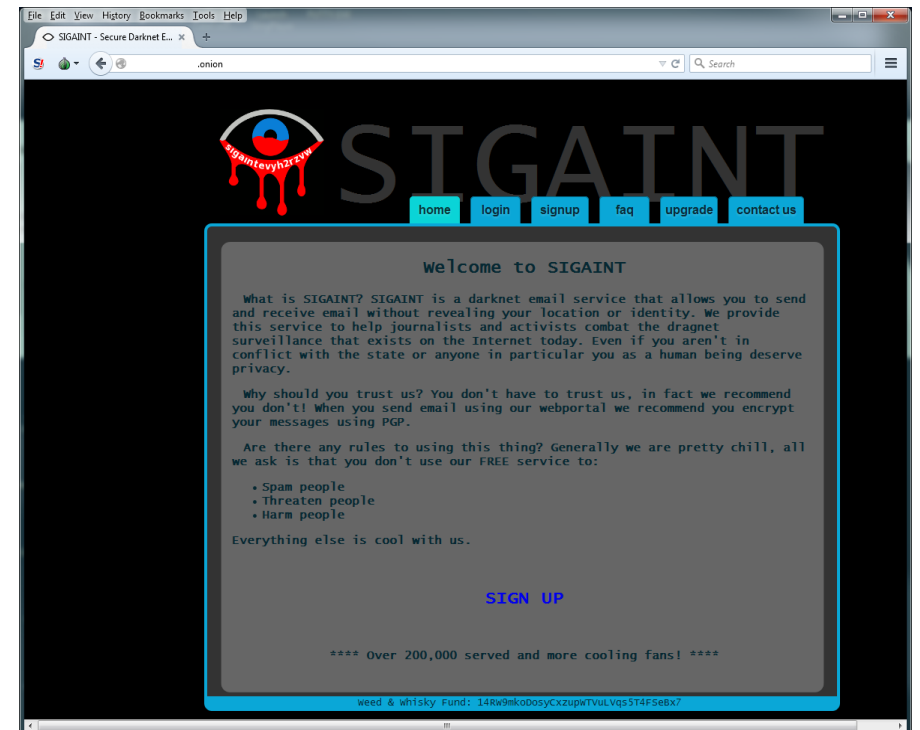 File Edit View History Bookmarks Tools Help
SIGAINT - Secure Darknet E... × +
S! .onion Search
sigaintevyh2rzvw
SIGAINT
home login signup faq upgrade contact us
Welcome to SIGAINT
What is SIGAINT? SIGAINT is a darknet email service that allows you to send
and receive email without revealing your location or identity. We provide
this service to help journalists and activists combat the dragnet
surveillance that exists on the Internet today. Even if you aren't in
conflict with the state or anyone in particular you as a human being deserve
privacy.
Why should you trust us? You don't have to trust us, in fact we recommend
you don't! When you send email using our webportal we recommend you encrypt
your messages using PGP.
Are there any rules to using this thing? Generally we are pretty chill, all
we ask is that you don't use our FREE service to:
• Spam people
• Threaten people
• Harm people
Everything else is cool with us.
SIGN UP
**** Over 200,000 served and more cooling fans! ****
Weed & Whisky Fund: